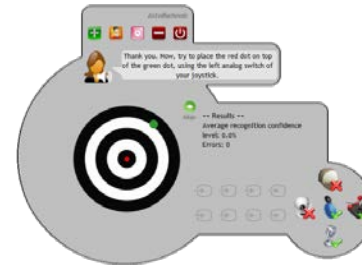 Thank you. Now, try to place the red dot on top
of the green dot, using the left analog switch of
your joystick.
-- Results --
Average recognition confidence
level: 0.0%
Errors: 0